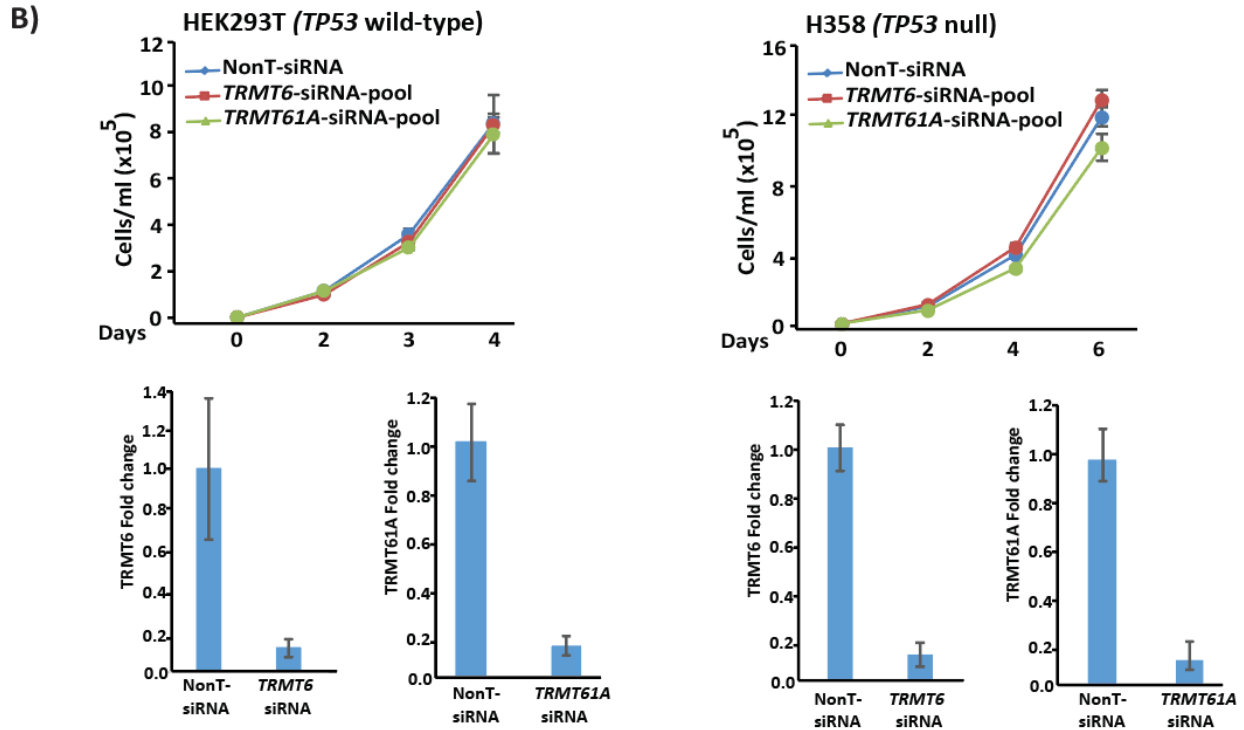 B)
HEK293T (TP53 wild-type)
12
10
8
6
4
2
0
Cells/ml (x10⁵)
NonT-siRNA
TRMT6-siRNA-pool
TRMT61A-siRNA-pool
Days
0 2 3 4
H358 (TP53 null)
16
12
8
4
0
Cells/ml (x10⁵)
NonT-siRNA
TRMT6-siRNA-pool
TRMT61A-siRNA-pool
Days
0 2 4 6
1.4
1.2
1.0
0.8
0.6
0.4
0.2
0.0
TRMT6 Fold change
NonT-
siRNA
TRMT6
siRNA
1.2
1.0
0.8
0.6
0.4
0.2
0.0
TRMT61A Fold change
NonT-
siRNA
TRMT61A
siRNA
1.2
1.0
0.8
0.6
0.4
0.2
0.0
TRMT6 Fold change
NonT-
siRNA
TRMT6
siRNA
1.2
1.0
0.8
0.6
0.4
0.2
0.0
TRMT61A Fold change
NonT-
siRNA
TRMT61A
siRNA